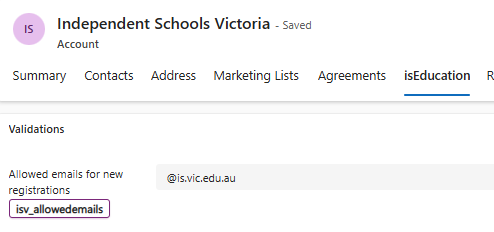 IS
Independent Schools Victoria - Saved
Account
Summary Contacts Address Marketing Lists Agreements isEducation R
Validations
Allowed emails for new
registrations
@is.vic.edu.au
isv_allowedemails